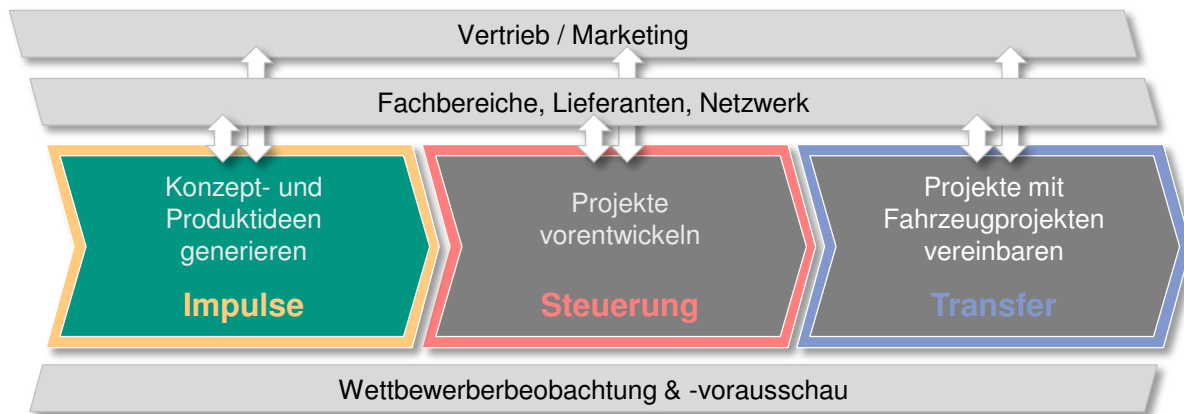 Vertrieb / Marketing
Fachbereiche, Lieferanten, Netzwerk
Konzept- und
Produktideen
generieren
Impulse
Projekte
vorentwickeln
Steuerung
Projekte mit
Fahrzeugprojekten
vereinbaren
Transfer
Wettbewerberbeobachtung & -vorausschau